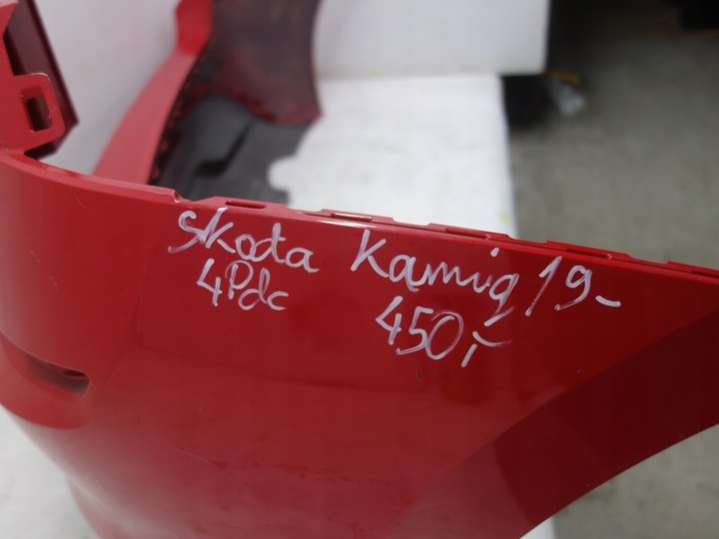 Skoda Kamiq 19-
4Pdc 450,-